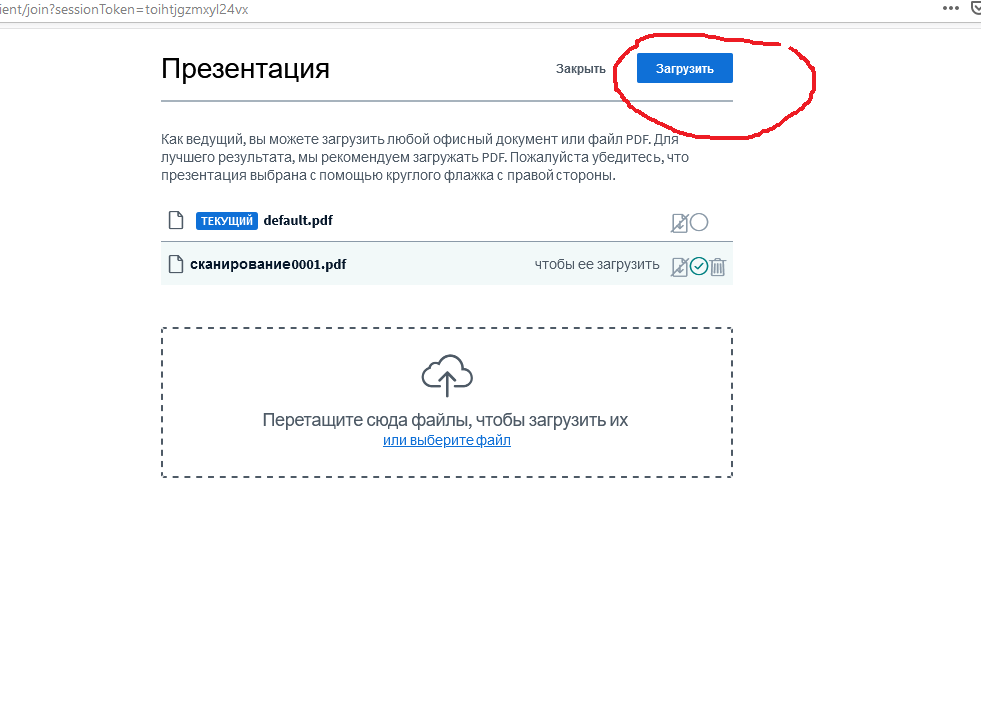 ient/join?sessionToken=toihtjgzmxyl24vx
Презентация
Закрыть
Загрузить
Как ведущий, вы можете загрузить любой офисный документ или файл PDF. Для
лучшего результата, мы рекомендуем загружать PDF. Пожалуйста убедитесь, что
презентация выбрана с помощью круглого флажка с правой стороны.
ТЕКУЩИЙ default.pdf
сканирование0001.pdf чтобы ее загрузить
Перетащите сюда файлы, чтобы загрузить их
или выберите файл